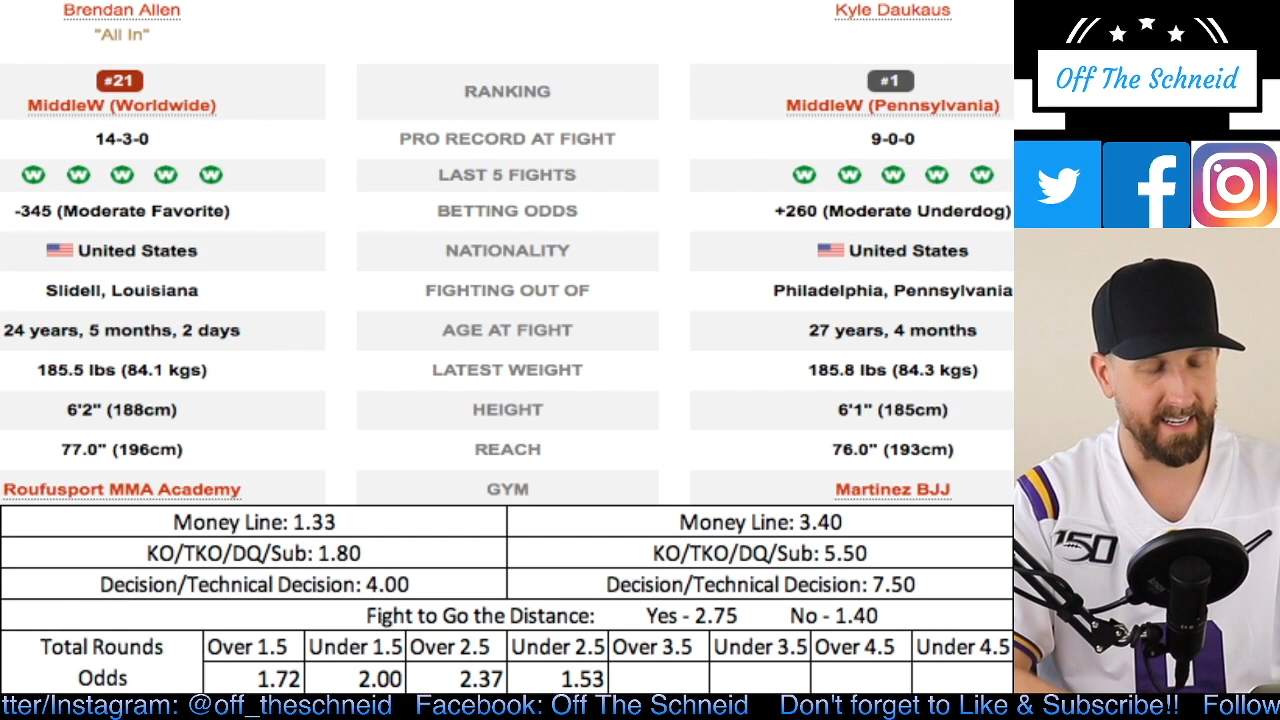 Brendan Allen
"All In"
Kyle Daukaus
#21
MiddleW (Worldwide)
RANKING
#1
MiddleW (Pennsylvania)
14-3-0
PRO RECORD AT FIGHT
9-0-0
W W W W W
LAST 5 FIGHTS
W W W W W
-345 (Moderate Favorite)
BETTING ODDS
+260 (Moderate Underdog)
United States
NATIONALITY
United States
Slidell, Louisiana
FIGHTING OUT OF
Philadelphia, Pennsylvania
24 years, 5 months, 2 days
AGE AT FIGHT
27 years, 4 months
185.5 lbs (84.1 kgs)
LATEST WEIGHT
185.8 lbs (84.3 kgs)
6'2" (188cm)
HEIGHT
6'1" (185cm)
77.0" (196cm)
REACH
76.0" (193cm)
Roufusport MMA Academy
GYM
Martinez BJJ
Money Line: 1.33
Money Line: 3.40
KO/TKO/DQ/Sub: 1.80
KO/TKO/DQ/Sub: 5.50
Decision/Technical Decision: 4.00
Decision/Technical Decision: 7.50
Fight to Go the Distance: Yes - 2.75 No - 1.40
Total Rounds Over 1.5 Under 1.5 Over 2.5 Under 2.5 Over 3.5 Under 3.5 Over 4.5 Under 4.5
Odds 1.72 2.00 2.37 1.53
Off The Schneid
150
tter/Instagram: @off_theschneid Facebook: Off The Schneid Don't forget to Like & Subscribe!! Follow